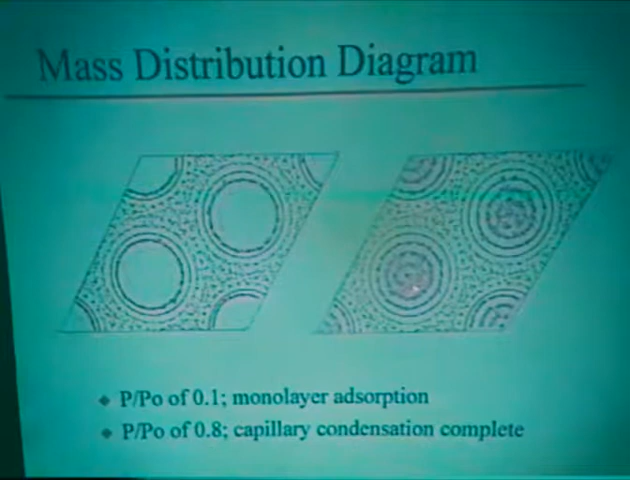 Mass Distribution Diagram
P/Po of 0.1; monolayer adsorption
P/Po of 0.8; capillary condensation complete